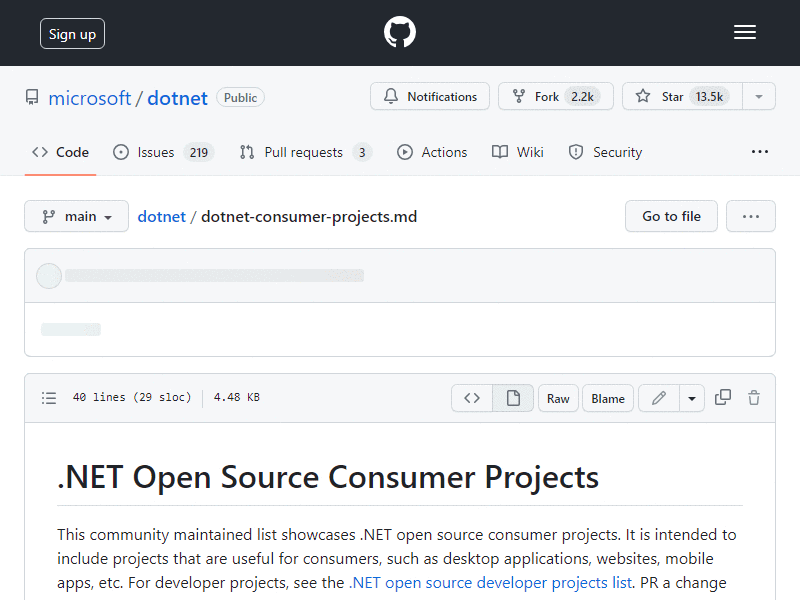 Sign up
microsoft / dotnet Public
Notifications Fork 2.2k Star 13.5k
Code Issues 219 Pull requests 3 Actions Wiki Security
main dotnet / dotnet-consumer-projects.md Go to file
40 lines (29 sloc) 4.48 KB Raw Blame
.NET Open Source Consumer Projects
This community maintained list showcases .NET open source consumer projects. It is intended to
include projects that are useful for consumers, such as desktop applications, websites, mobile
apps, etc. For developer projects, see the .NET open source developer projects list. PR a change